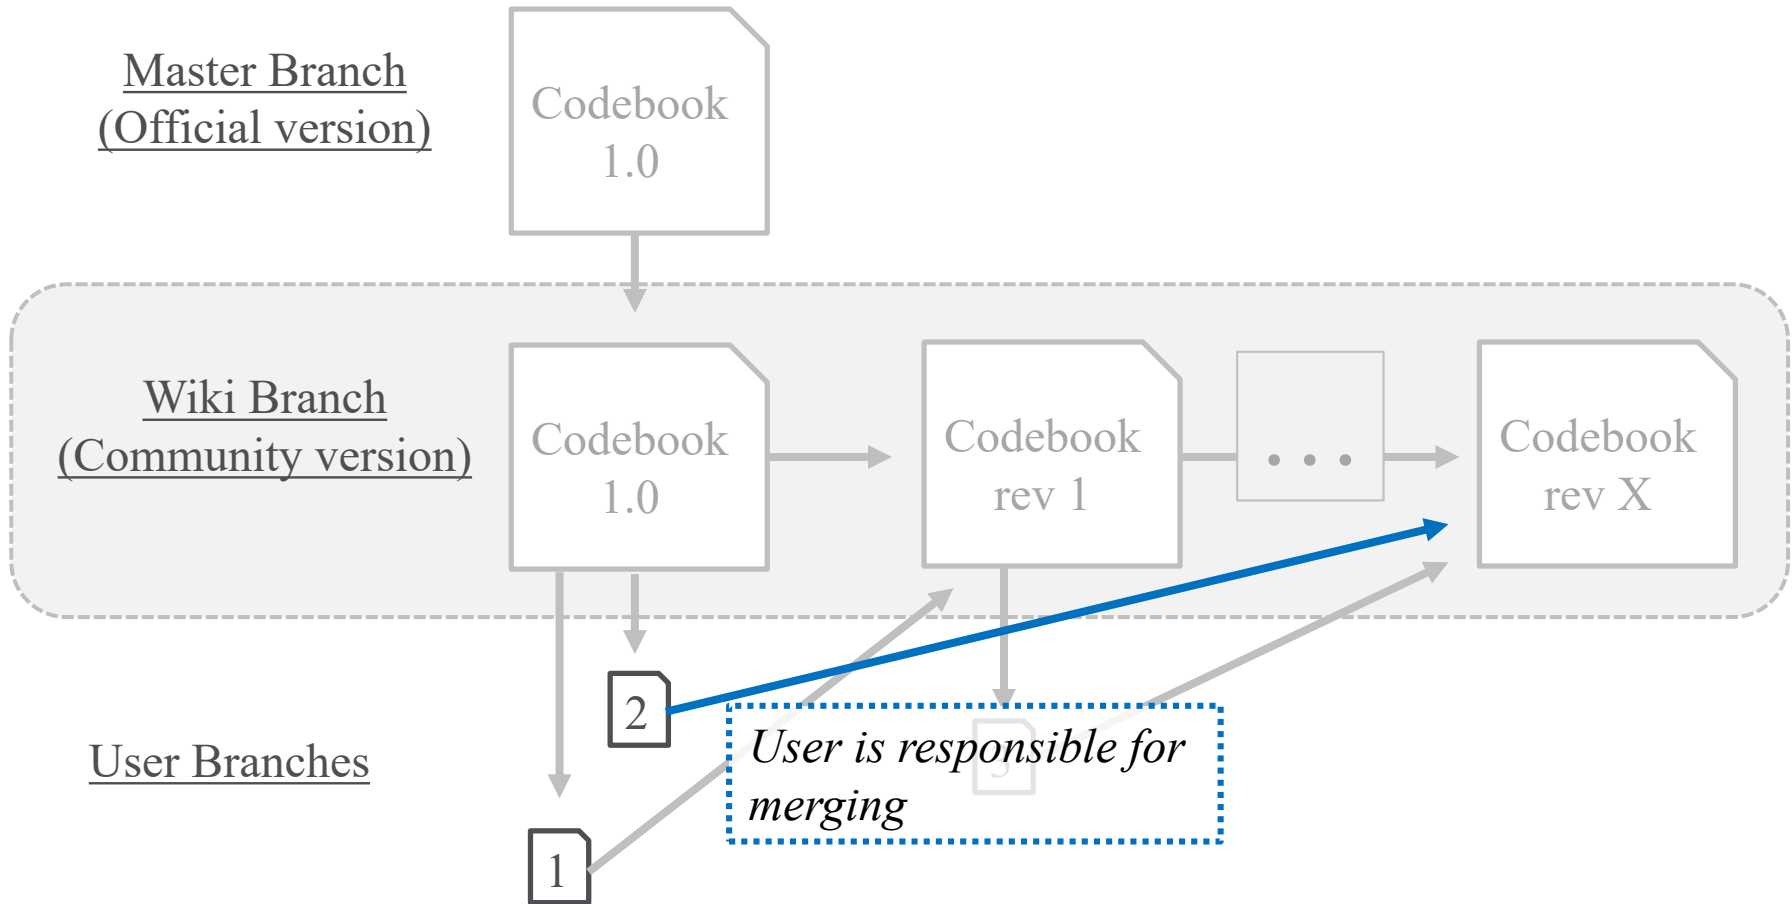 Master Branch
(Official version)
Codebook
1.0
Wiki Branch
(Community version)
Codebook
1.0
Codebook
rev 1
...
Codebook
rev X
User Branches
2
3
User is responsible for
merging
1